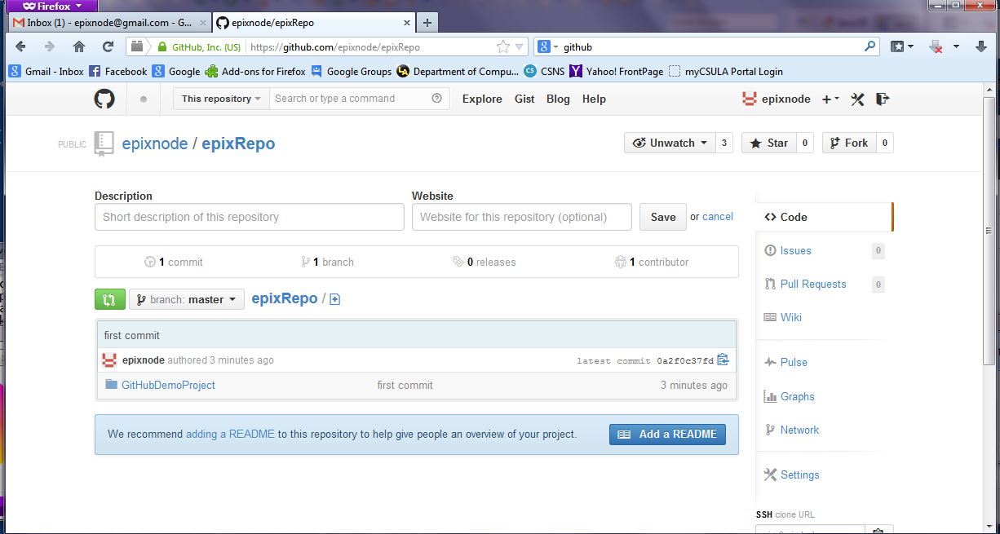 Firefox
Inbox (1) - epixnode@gmail.com - G...
epixnode/epixRepo
GitHub, Inc. (US)
https://github.com/epixnode/epixRepo
github
Gmail - Inbox
Facebook
Google
Add-ons for Firefox
Google Groups
Department of Compu...
CSNS
Yahoo! FrontPage
myCSULA Portal Login
This repository
Search or type a command
Explore
Gist
Blog
Help
epixnode
PUBLIC
epixnode / epixRepo
Unwatch
3
Star
0
Fork
0
Description
Short description of this repository
Website
Website for this repository (optional)
Save
or cancel
1 commit
1 branch
0 releases
1 contributor
branch: master
epixRepo /
first commit
epixnode authored 3 minutes ago
latest commit 0a2f0c37fd
GitHubDemoProject
first commit
3 minutes ago
We recommend adding a README to this repository to help give people an overview of your project.
Add a README
Code
Issues
0
Pull Requests
0
Wiki
Pulse
Graphs
Network
Settings
SSH clone URL